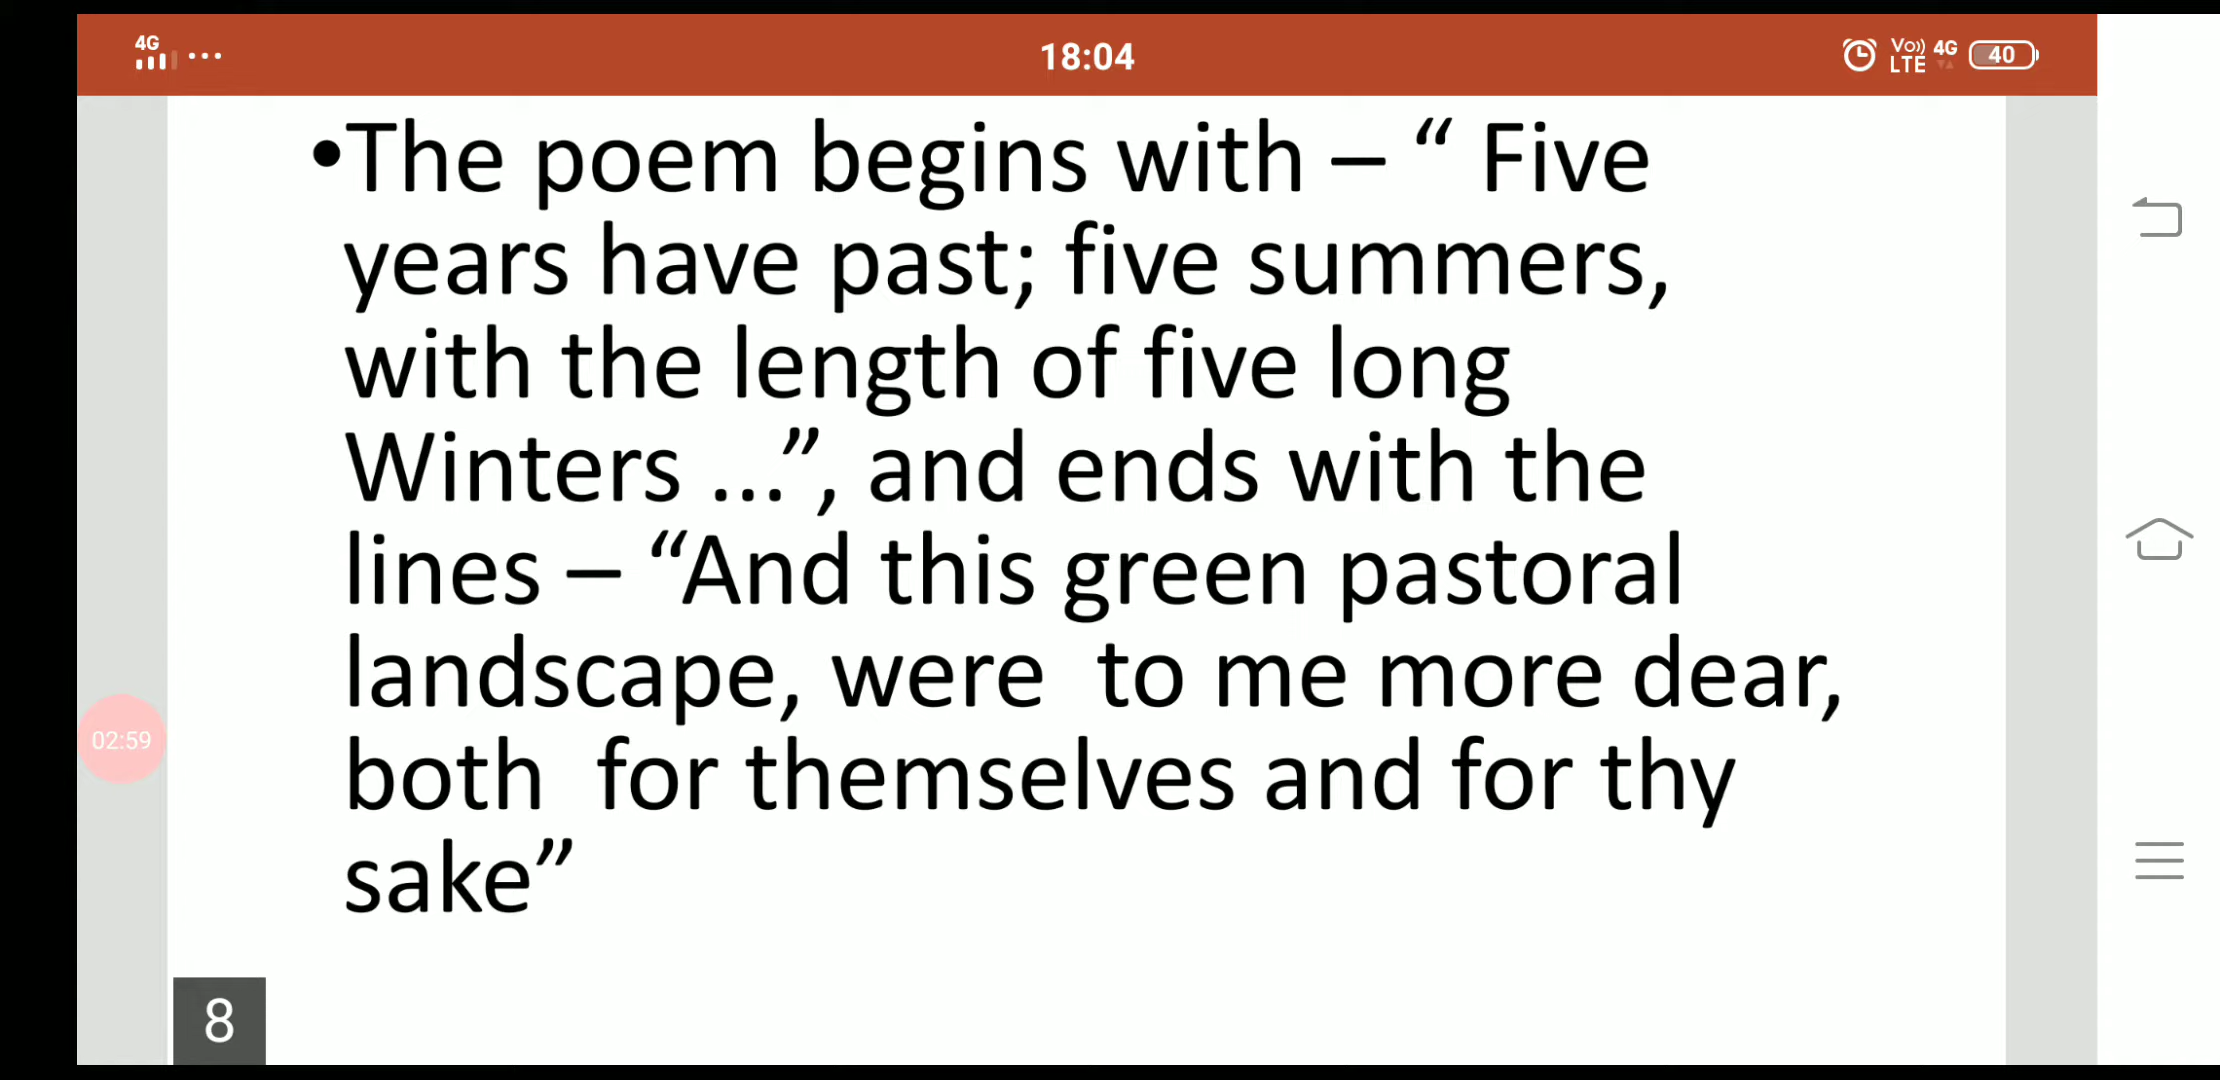 4G ... 18:04 Vo)) LTE 4G 40
•The poem begins with – “ Five
years have past; five summers,
with the length of five long
Winters ...”, and ends with the
lines – “And this green pastoral
landscape, were  to me more dear,
both  for themselves and for thy
sake”
02:59
8